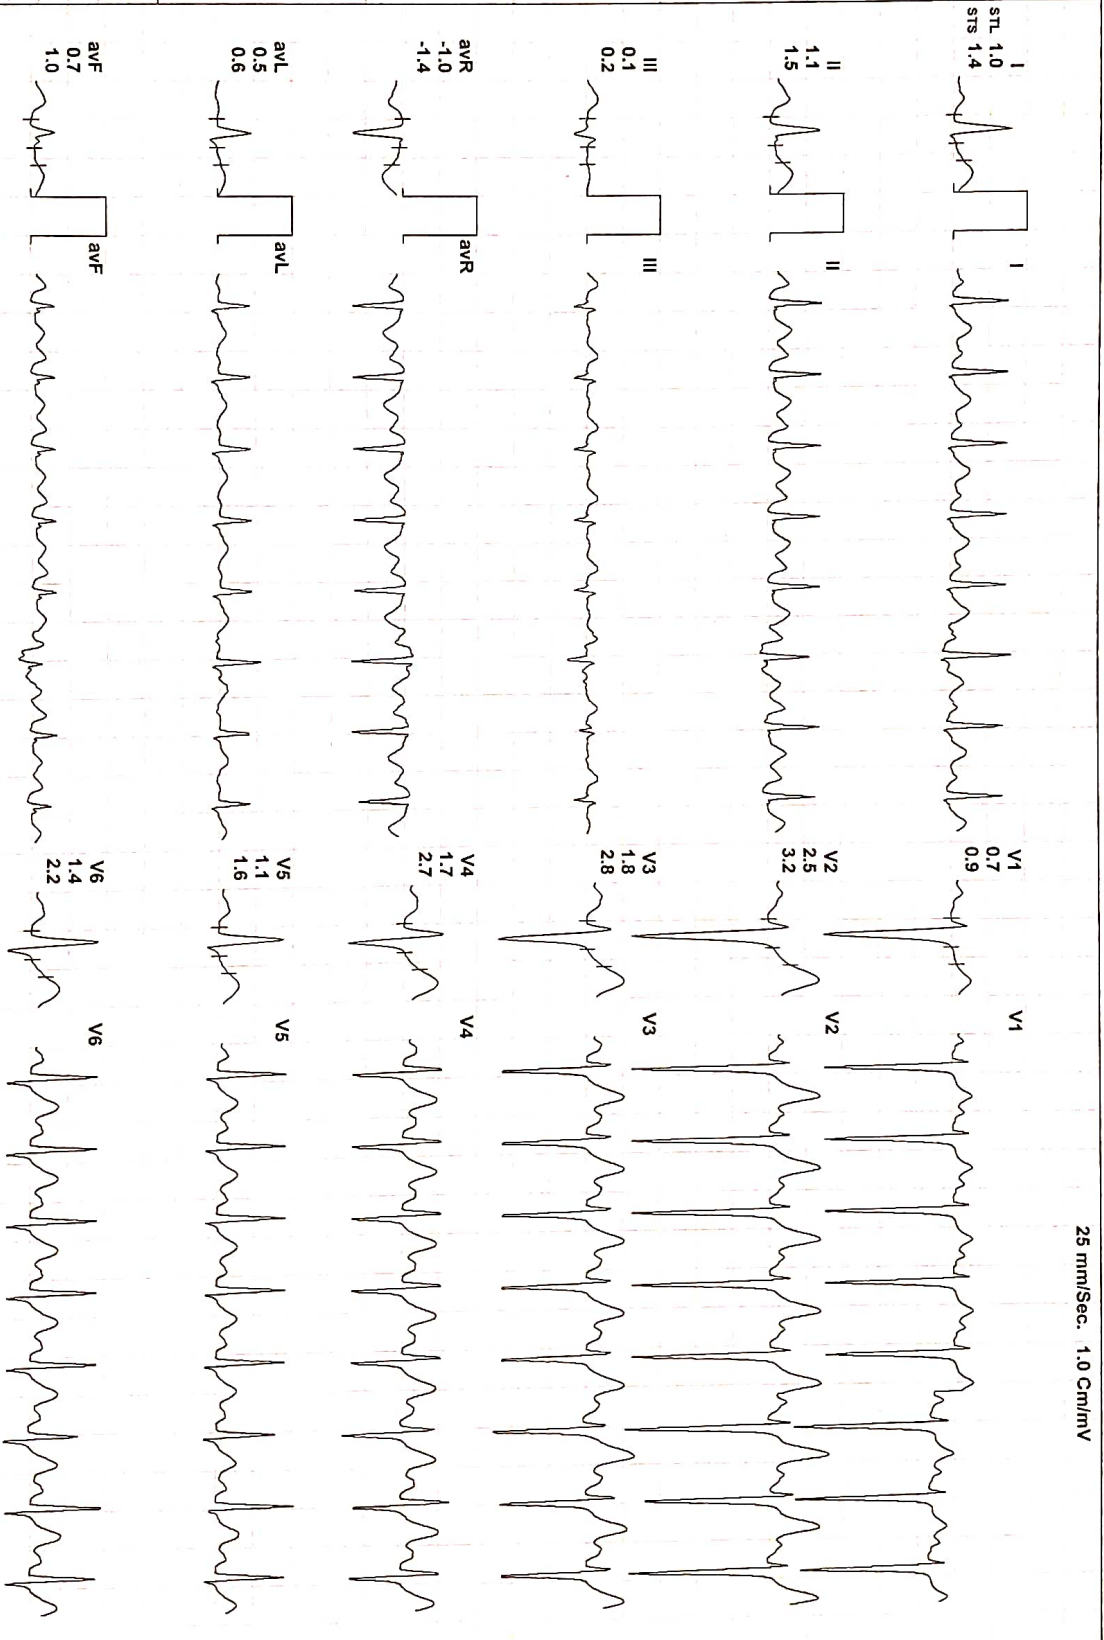 25 mm/Sec. 1.0 Cm/mV
I
STL 1.0
STS 1.4
I
V1
0.7
0.9
V1
II
1.1
1.5
II
V2
2.5
3.2
V2
III
0.1
0.2
III
V3
1.8
2.8
V3
avR
-1.0
-1.4
avR
V4
1.7
2.7
V4
avL
0.5
0.6
avL
V5
1.1
1.6
V5
avF
0.7
1.0
avF
V6
1.4
2.2
V6